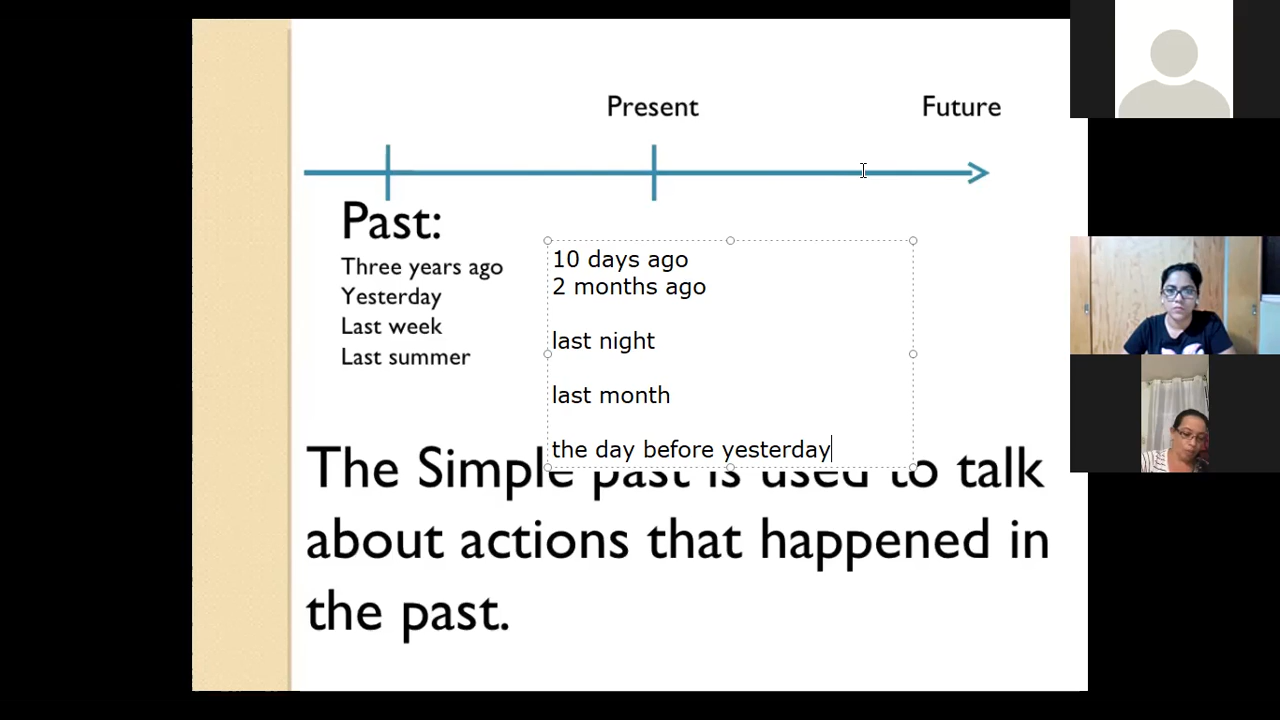 Present
Future
Past:
Three years ago
Yesterday
Last week
Last summer
10 days ago
2 months ago
last night
last month
the day before yesterday
The Simple past is used to talk
about actions that happened in
the past.